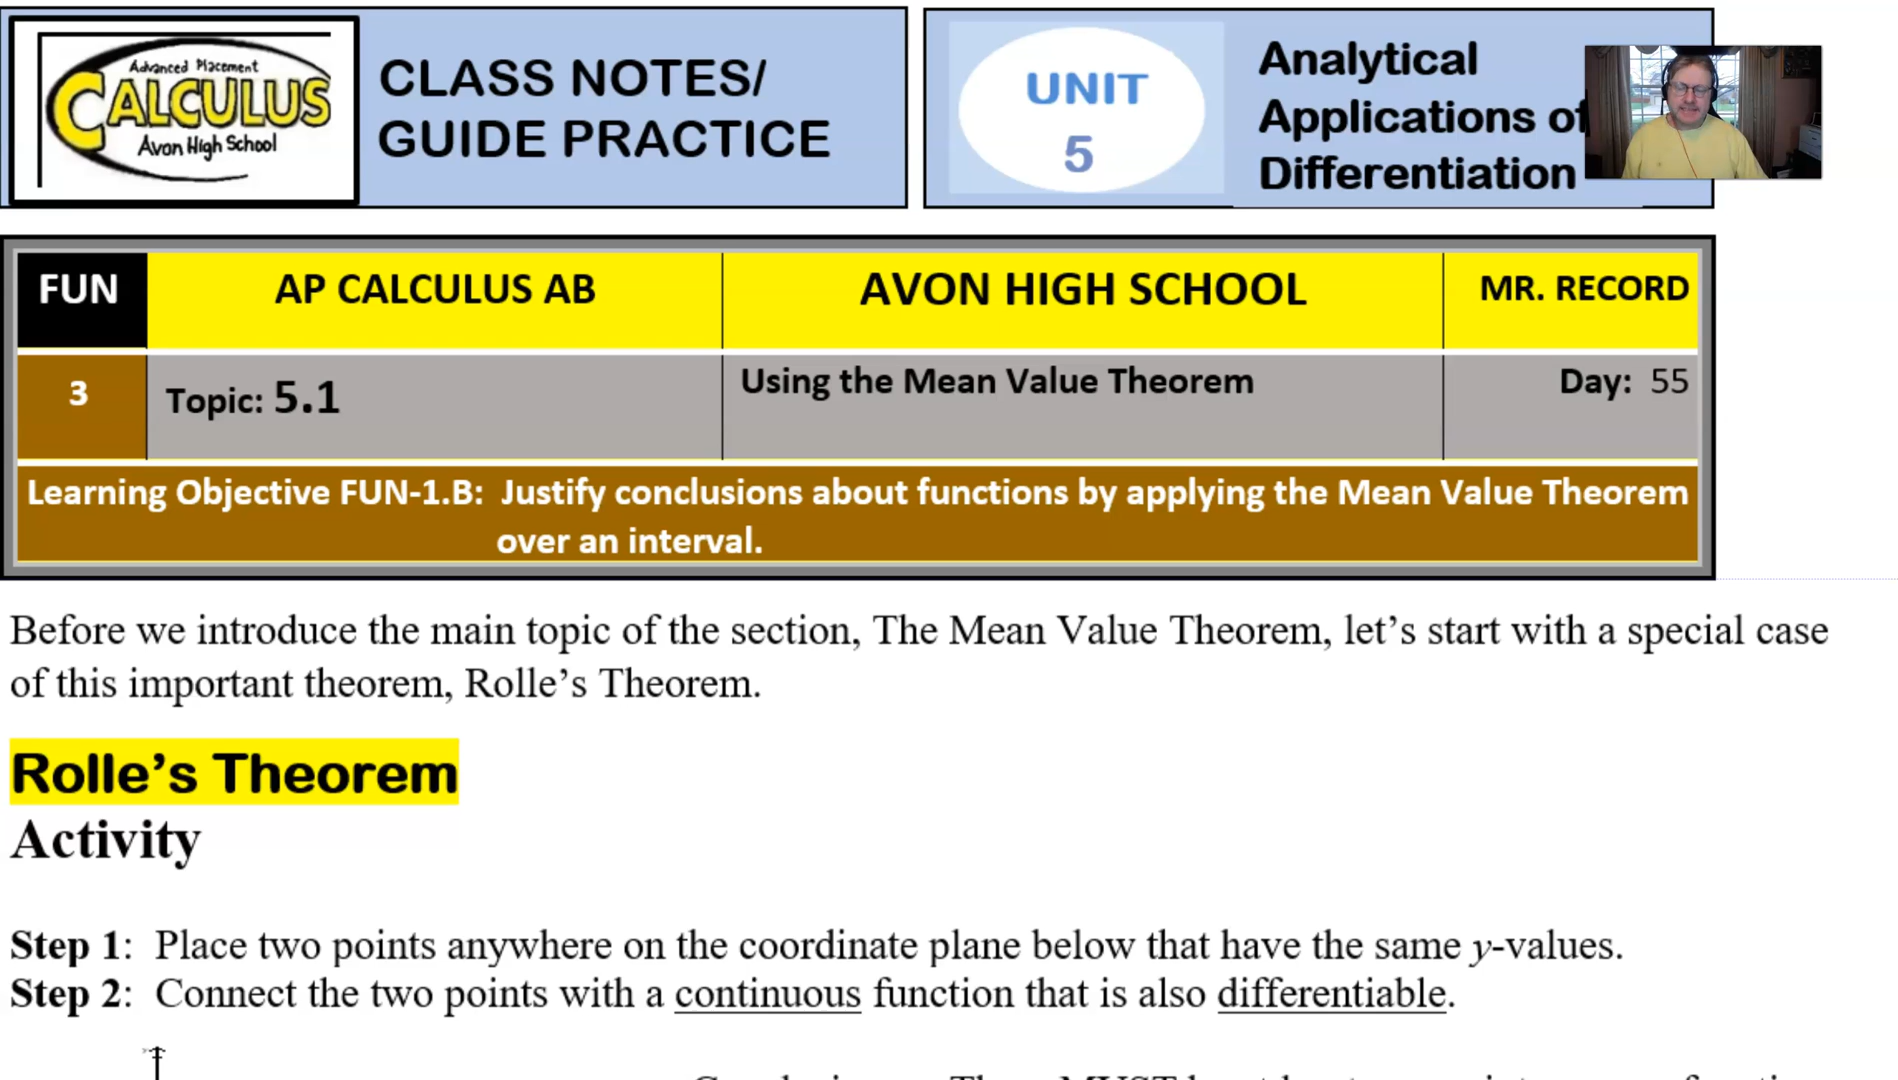 Advanced Placement
CALCULUS
Avon High School
CLASS NOTES/
GUIDE PRACTICE
UNIT
5
Analytical
Applications of
Differentiation
FUN
AP CALCULUS AB
AVON HIGH SCHOOL
MR. RECORD
3
Topic: 5.1
Using the Mean Value Theorem
Day: 55
Learning Objective FUN-1.B: Justify conclusions about functions by applying the Mean Value Theorem
over an interval.
Before we introduce the main topic of the section, The Mean Value Theorem, let’s start with a special case
of this important theorem, Rolle’s Theorem.
Rolle’s Theorem
Activity
Step 1: Place two points anywhere on the coordinate plane below that have the same y-values.
Step 2: Connect the two points with a continuous function that is also differentiable.